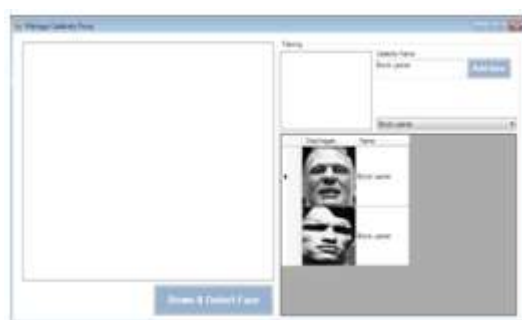 Manage Celebrity Faces
Training
Celebrity Name
Brock Lesnar
Add Face
Brock Lesnar
Name
Brock Lesnar
Brock Lesnar
Browse & Detect Face